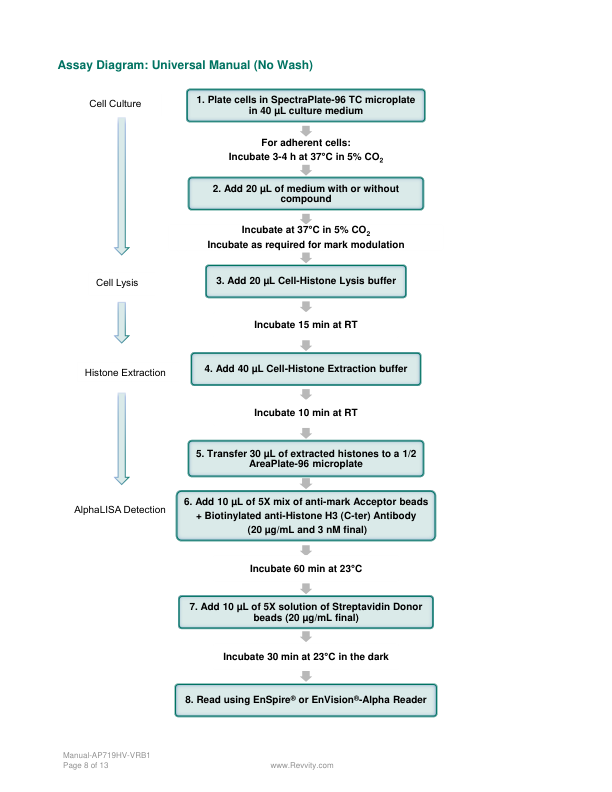 Assay Diagram: Universal Manual (No Wash)
Cell Culture
1. Plate cells in SpectraPlate-96 TC microplate
in 40 µL culture medium
For adherent cells:
Incubate 3-4 h at 37°C in 5% CO₂
2. Add 20 µL of medium with or without
compound
Incubate at 37°C in 5% CO₂
Incubate as required for mark modulation
Cell Lysis
3. Add 20 µL Cell-Histone Lysis buffer
Incubate 15 min at RT
Histone Extraction
4. Add 40 µL Cell-Histone Extraction buffer
Incubate 10 min at RT
5. Transfer 30 µL of extracted histones to a 1/2
AreaPlate-96 microplate
AlphaLISA Detection
6. Add 10 µL of 5X mix of anti-mark Acceptor beads
+ Biotinylated anti-Histone H3 (C-ter) Antibody
(20 µg/mL and 3 nM final)
Incubate 60 min at 23°C
7. Add 10 µL of 5X solution of Streptavidin Donor
beads (20 µg/mL final)
Incubate 30 min at 23°C in the dark
8. Read using EnSpire® or EnVision®-Alpha Reader
Manual-AP719HV-VRB1
Page 8 of 13
www.Revvity.com